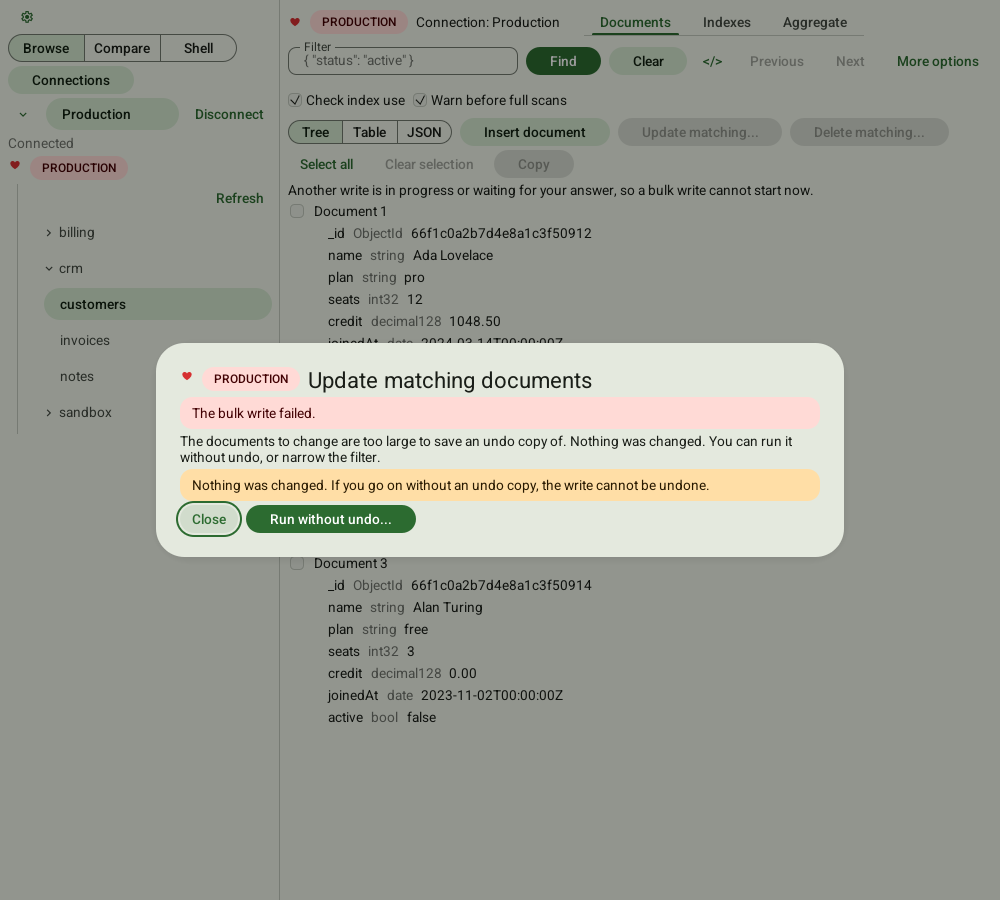 Browse Compare Shell
Connections
Production Disconnect
Connected
PRODUCTION
Refresh
billing
crm
customers
invoices
notes
sandbox
PRODUCTION Connection: Production Documents Indexes Aggregate
Filter
{ "status": "active" } Find Clear </> Previous Next More options
Check index use Warn before full scans
Tree Table JSON Insert document Update matching... Delete matching...
Select all Clear selection Copy
Another write is in progress or waiting for your answer, so a bulk write cannot start now.
Document 1
_id ObjectId 66f1c0a2b7d4e8a1c3f50912
name string Ada Lovelace
plan string pro
seats int32 12
credit decimal128 1048.50
joinedAt date 2024-03-14T00:00:00Z
PRODUCTION Update matching documents
The bulk write failed.
The documents to change are too large to save an undo copy of. Nothing was changed. You can run it
without undo, or narrow the filter.
Nothing was changed. If you go on without an undo copy, the write cannot be undone.
Close Run without undo...
Document 3
_id ObjectId 66f1c0a2b7d4e8a1c3f50914
name string Alan Turing
plan string free
seats int32 3
credit decimal128 0.00
joinedAt date 2023-11-02T00:00:00Z
active bool false